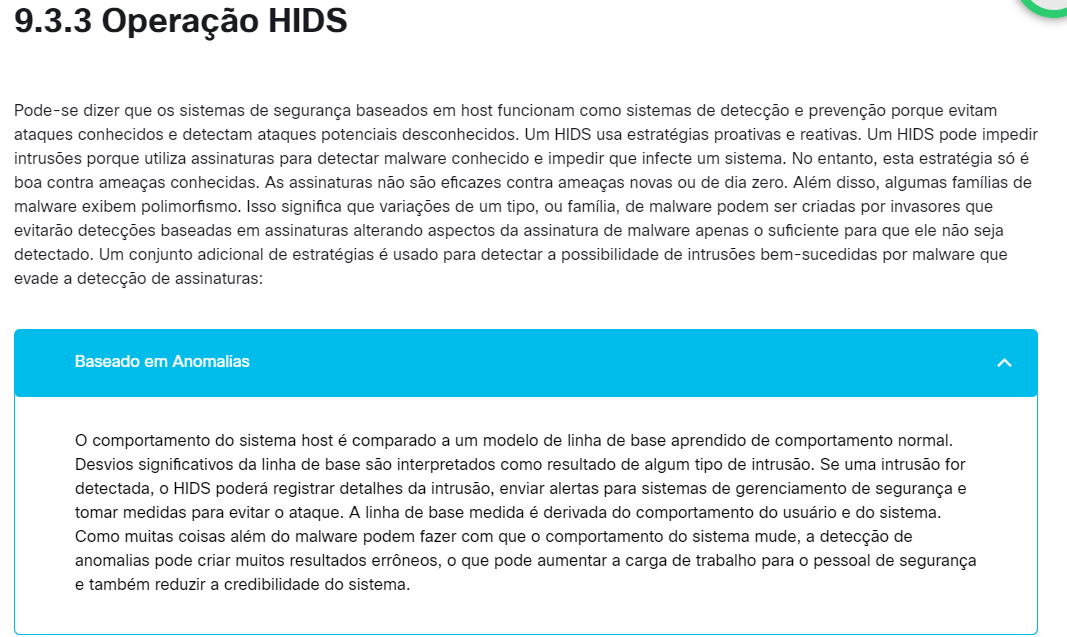 9.3.3 Operação HIDS
Pode-se dizer que os sistemas de segurança baseados em host funcionam como sistemas de detecção e prevenção porque evitam
ataques conhecidos e detectam ataques potenciais desconhecidos. Um HIDS usa estratégias proativas e reativas. Um HIDS pode impedir
intrusões porque utiliza assinaturas para detectar malware conhecido e impedir que infecte um sistema. No entanto, esta estratégia só é
boa contra ameaças conhecidas. As assinaturas não são eficazes contra ameaças novas ou de dia zero. Além disso, algumas famílias de
malware exibem polimorfismo. Isso significa que variações de um tipo, ou família, de malware podem ser criadas por invasores que
evitarão detecções baseadas em assinaturas alterando aspectos da assinatura de malware apenas o suficiente para que ele não seja
detectado. Um conjunto adicional de estratégias é usado para detectar a possibilidade de intrusões bem-sucedidas por malware que
evade a detecção de assinaturas:
Baseado em Anomalias
O comportamento do sistema host é comparado a um modelo de linha de base aprendido de comportamento normal.
Desvios significativos da linha de base são interpretados como resultado de algum tipo de intrusão. Se uma intrusão for
detectada, o HIDS poderá registrar detalhes da intrusão, enviar alertas para sistemas de gerenciamento de segurança e
tomar medidas para evitar o ataque. A linha de base medida é derivada do comportamento do usuário e do sistema.
Como muitas coisas além do malware podem fazer com que o comportamento do sistema mude, a detecção de
anomalias pode criar muitos resultados errôneos, o que pode aumentar a carga de trabalho para o pessoal de segurança
e também reduzir a credibilidade do sistema.